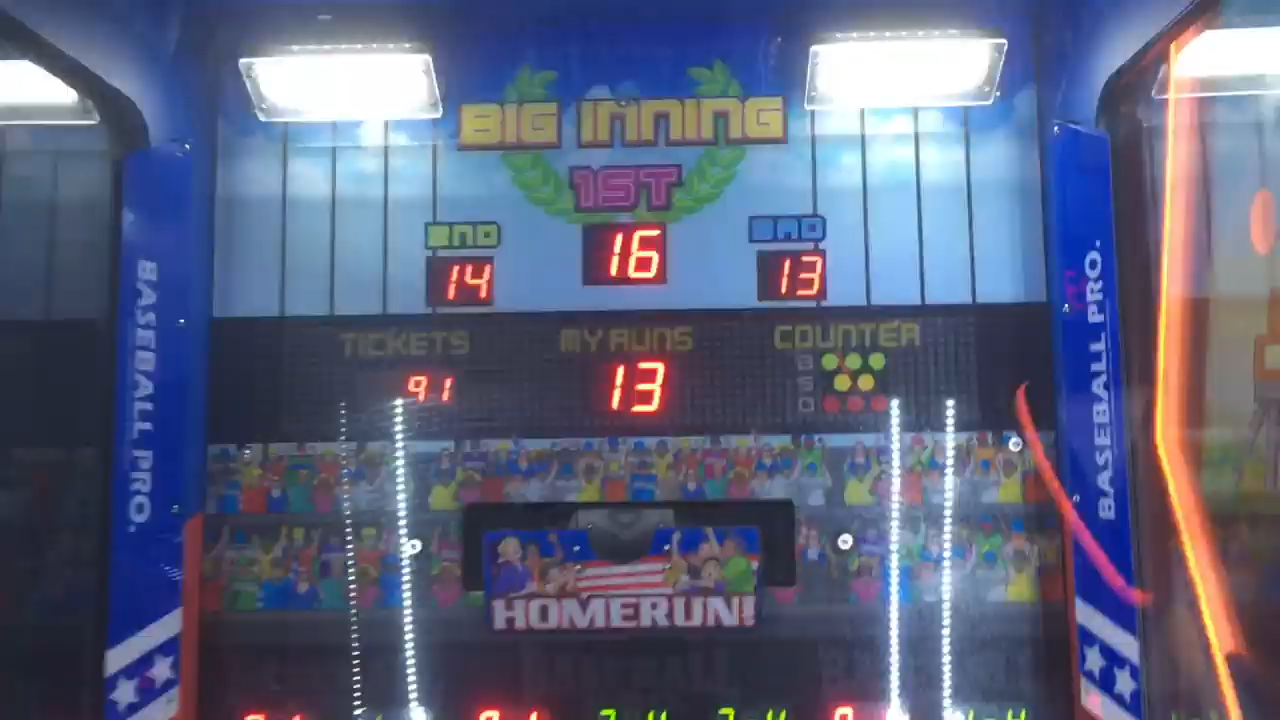 BIG INNING
1ST
2ND
3RD
16
14
13
TICKETS
MY RUNS
COUNTER
B
S
O
91
13
BASEBALL PRO.
BASEBALL PRO.
HOMERUN!